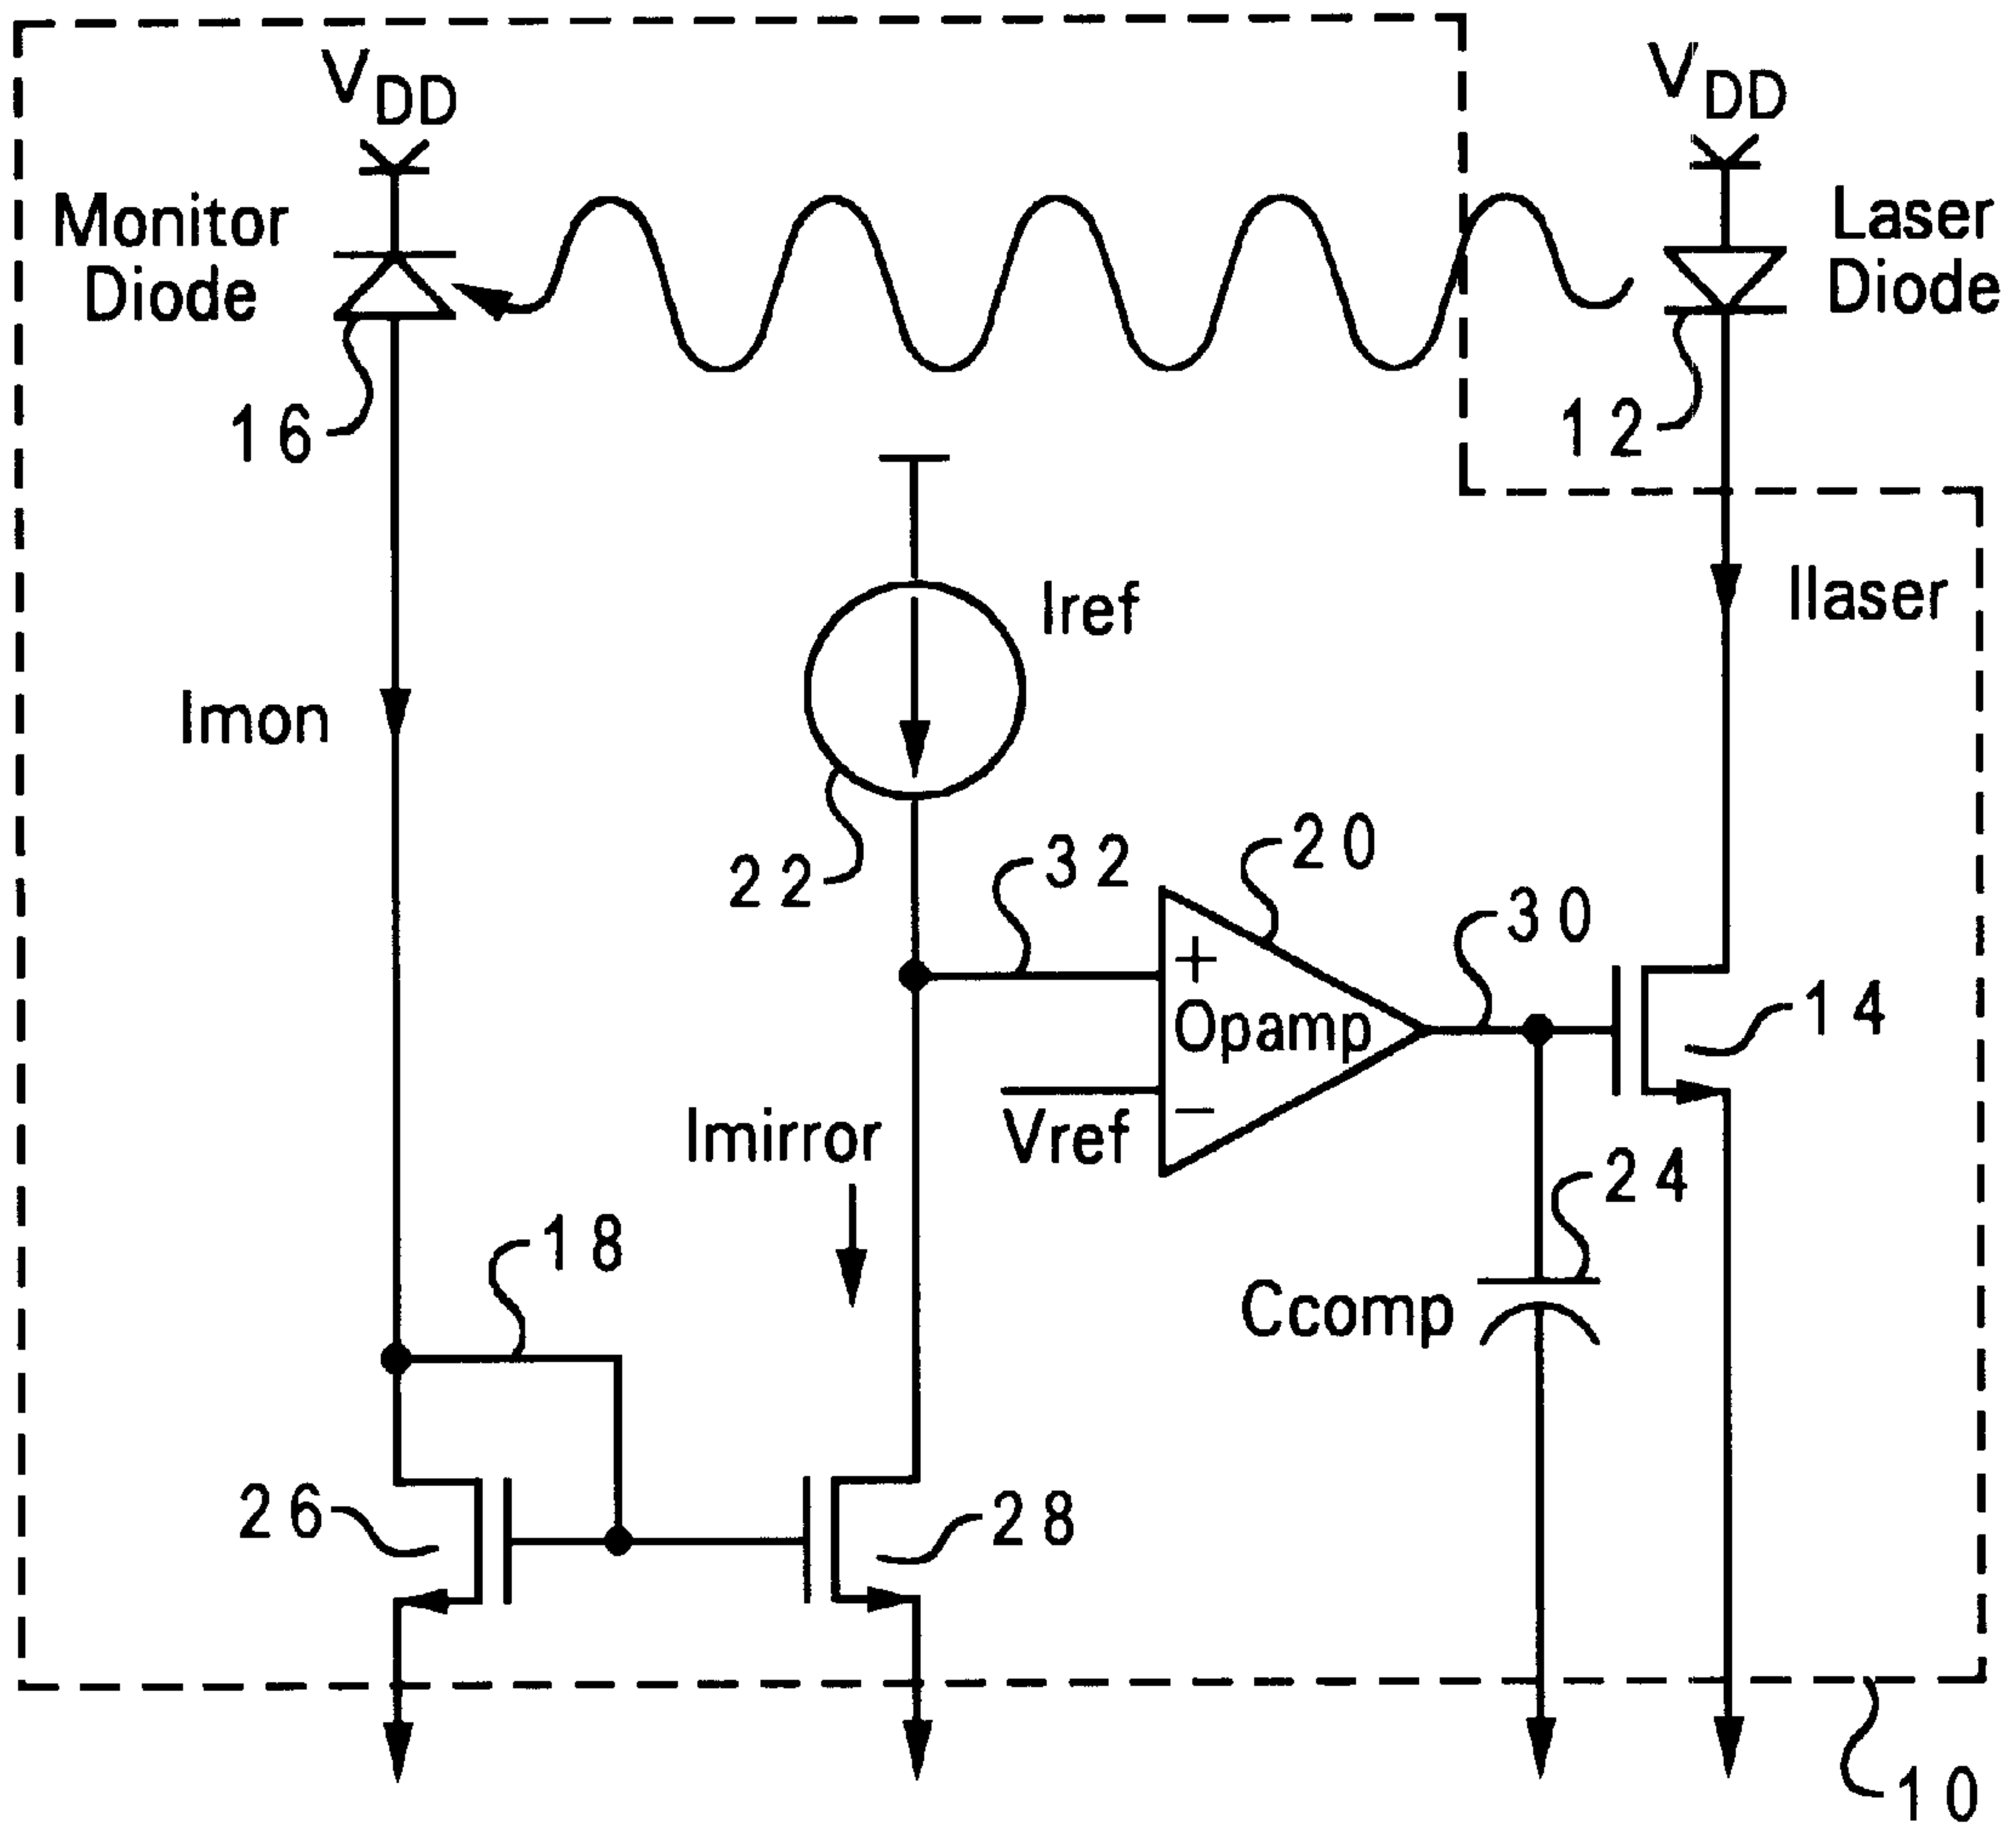 VDD
VDD
Monitor
Diode
Laser
Diode
16
12
Iref
Ilaser
Imon
22
32
20
30
+
Opamp
14
Vref
−
Imirror
24
18
Ccomp
26
28
10